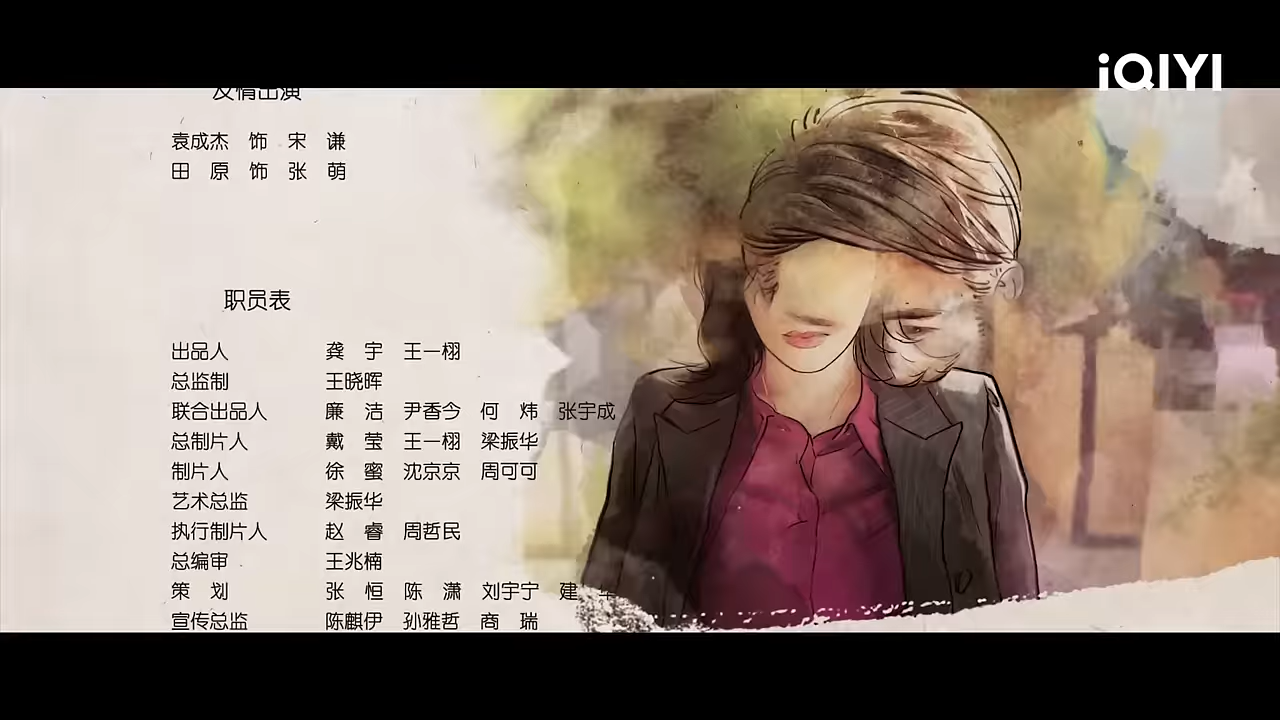 iQIYI
友情出演
袁成杰 饰 宋 谦
田 原 饰 张 萌
职员表
出品人 龚 宇 王一栩
总监制 王晓晖
联合出品人 廉 洁 尹香今 何 炜 张宇成
总制片人 戴 莹 王一栩 梁振华
制片人 徐 蜜 沈京京 周可可
艺术总监 梁振华
执行制片人 赵 睿 周哲民
总编审 王兆楠
策 划 张 恒 陈 潇 刘宇宁 建
宣传总监 陈麒伊 孙雅哲 商 瑞